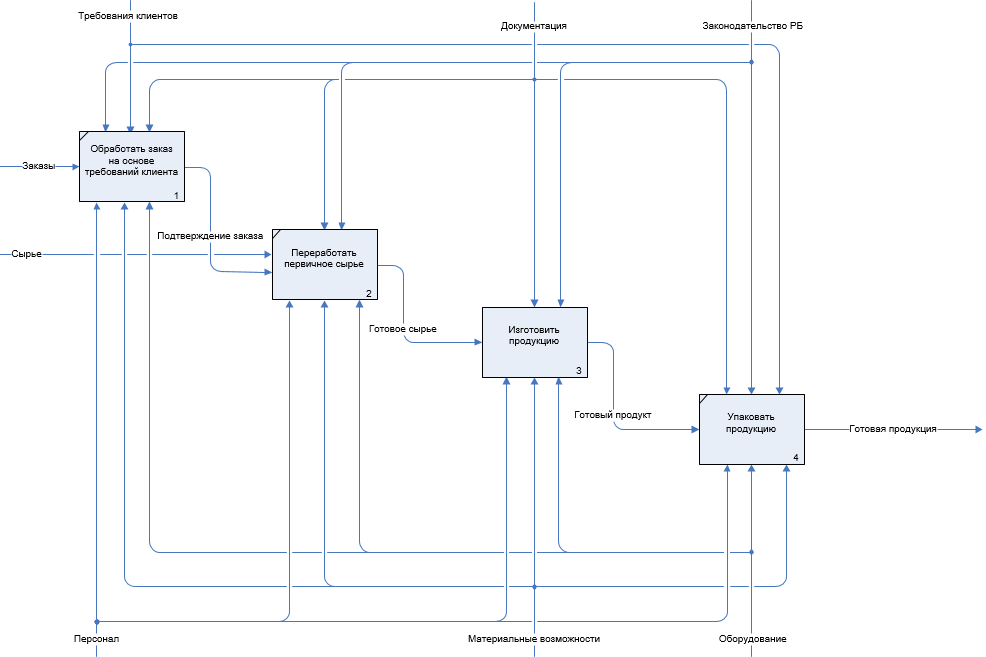 Требования клиентов
Документация
Законодательство РБ
Заказы
Обработать заказ
на основе
требований клиента
1
Подтверждение заказа
Сырье
Переработать
первичное сырье
2
Готовое сырье
Изготовить
продукцию
3
Готовый продукт
Упаковать
продукцию
4
Готовая продукция
Персонал
Материальные возможности
Оборудование